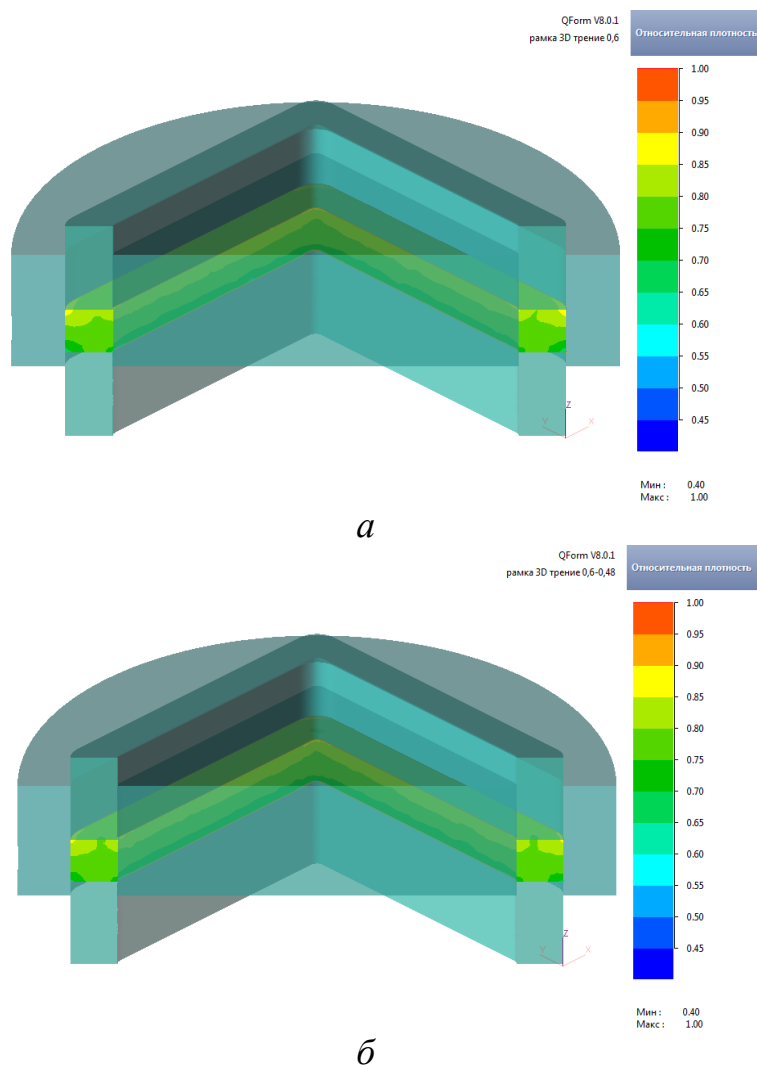 QForm V8.0.1
рамка 3D трение 0,6
Относительная плотность
1.00
0.95
0.90
0.85
0.80
0.75
0.70
0.65
0.60
0.55
0.50
0.45
Z
Y X
Мин : 0.40
Макс : 1.00
а
QForm V8.0.1
рамка 3D трение 0,6-0,48
Относительная плотность
1.00
0.95
0.90
0.85
0.80
0.75
0.70
0.65
0.60
0.55
0.50
0.45
Z
Y X
Мин : 0.40
Макс : 1.00
б